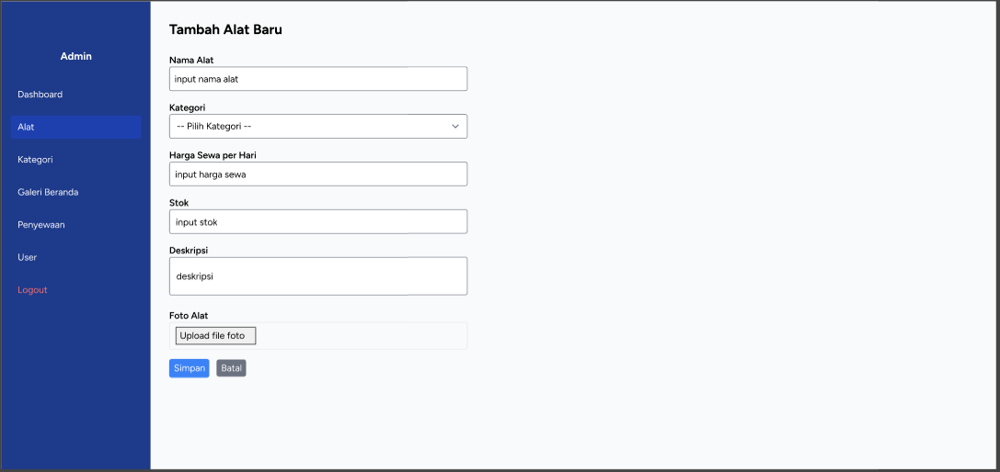 Admin
Dashboard
Alat
Kategori
Galeri Beranda
Penyewaan
User
Logout
Tambah Alat Baru
Nama Alat
input nama alat
Kategori
-- Pilih Kategori --
Harga Sewa per Hari
input harga sewa
Stok
input stok
Deskripsi
deskripsi
Foto Alat
Upload file foto
Simpan Batal